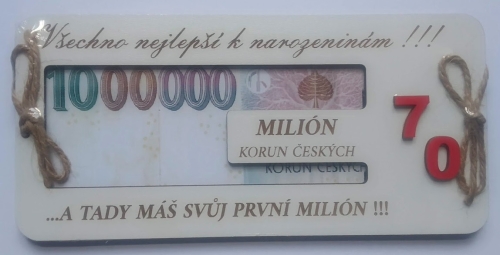 Všechno nejlepší k narozeninám !!!
1000000
MILIÓN
KORUN ČESKÝCH
KORUN ČESKÝCH
70
...A TADY MÁŠ SVŮJ PRVNÍ MILIÓN !!!